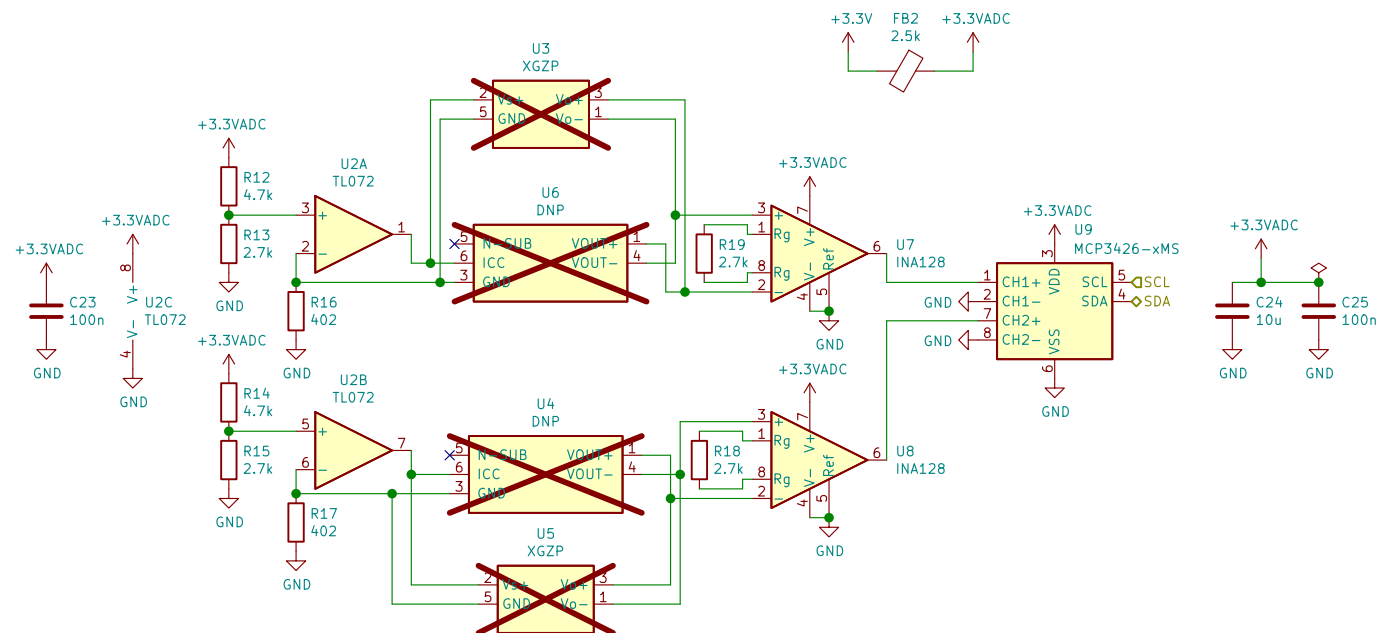 +3.3V FB2 +3.3VADC
2.5k
U3
XGZP
2 Vs+ Vo+ 3
5 GND Vo- 1
+3.3VADC
R12
4.7k
R13
2.7k
GND
U2A
TL072
3 +
2 -
1
R16
402
GND
U6
DNP
5 N-SUB VOUT+ 1
6 ICC VOUT- 4
3 GND
+3.3VADC
R19
2.7k
3 +
1 Rg
8 Rg
2 -
7 V+
4 V-
5 Ref
6
U7
INA128
GND
+3.3VADC
U9
MCP3426-xMS
3 VDD
1 CH1+ SCL 5 SCL
GND 2 CH1- SDA 4 SDA
7 CH2+
GND 8 CH2-
VSS 6
GND
+3.3VADC
C24
10u
GND
C25
100n
GND
+3.3VADC
C23
100n
GND
+3.3VADC
8 V+
U2C
TL072
4 V-
GND
+3.3VADC
R14
4.7k
R15
2.7k
GND
U2B
TL072
5 +
6 -
7
R17
402
GND
U4
DNP
5 N-SUB VOUT+ 1
6 ICC VOUT- 4
3 GND
U5
XGZP
2 Vs+ Vo+ 3
5 GND Vo- 1
+3.3VADC
R18
2.7k
3 +
1 Rg
8 Rg
2 -
7 V+
4 V-
5 Ref
6
U8
INA128
GND